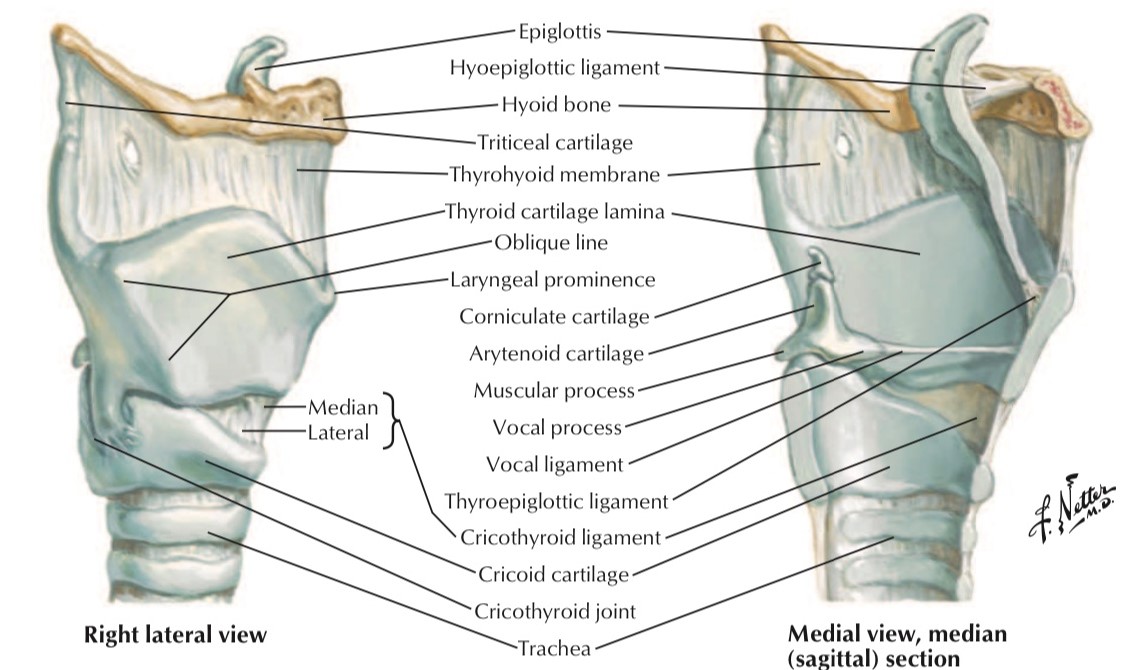 Epiglottis
Hyoepiglottic ligament
Hyoid bone
Triticeal cartilage
Thyrohyoid membrane
Thyroid cartilage lamina
Oblique line
Laryngeal prominence
Corniculate cartilage
Arytenoid cartilage
Muscular process
Median
Lateral
Vocal process
Vocal ligament
Thyroepiglottic ligament
Cricothyroid ligament
Cricoid cartilage
Cricothyroid joint
Trachea
Right lateral view
Medial view, median
(sagittal) section
F. Netter
M.D.